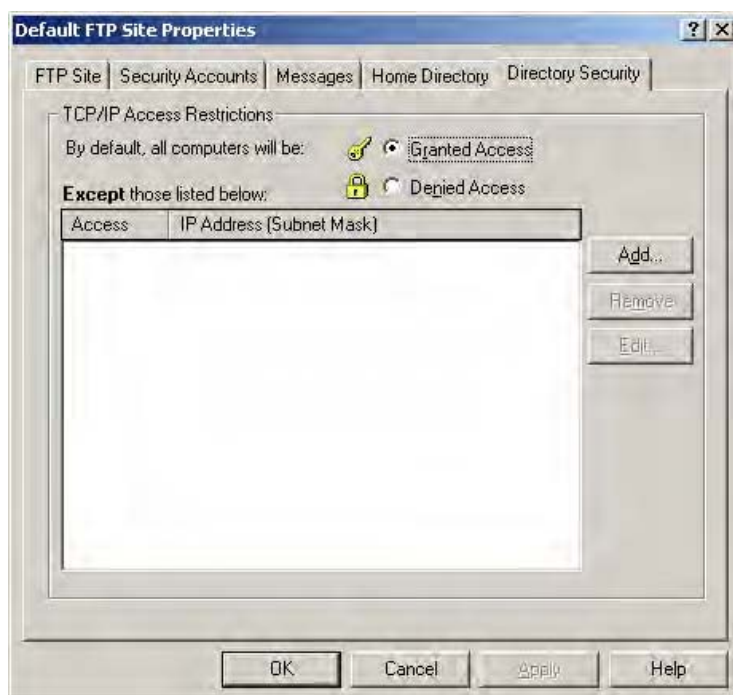 Default FTP Site Properties ? ×
FTP Site Security Accounts Messages Home Directory Directory Security
TCP/IP Access Restrictions
By default, all computers will be: Granted Access
Denied Access
Except those listed below:
Access IP Address (Subnet Mask)
Add...
Remove
Edit...
OK Cancel Apply Help